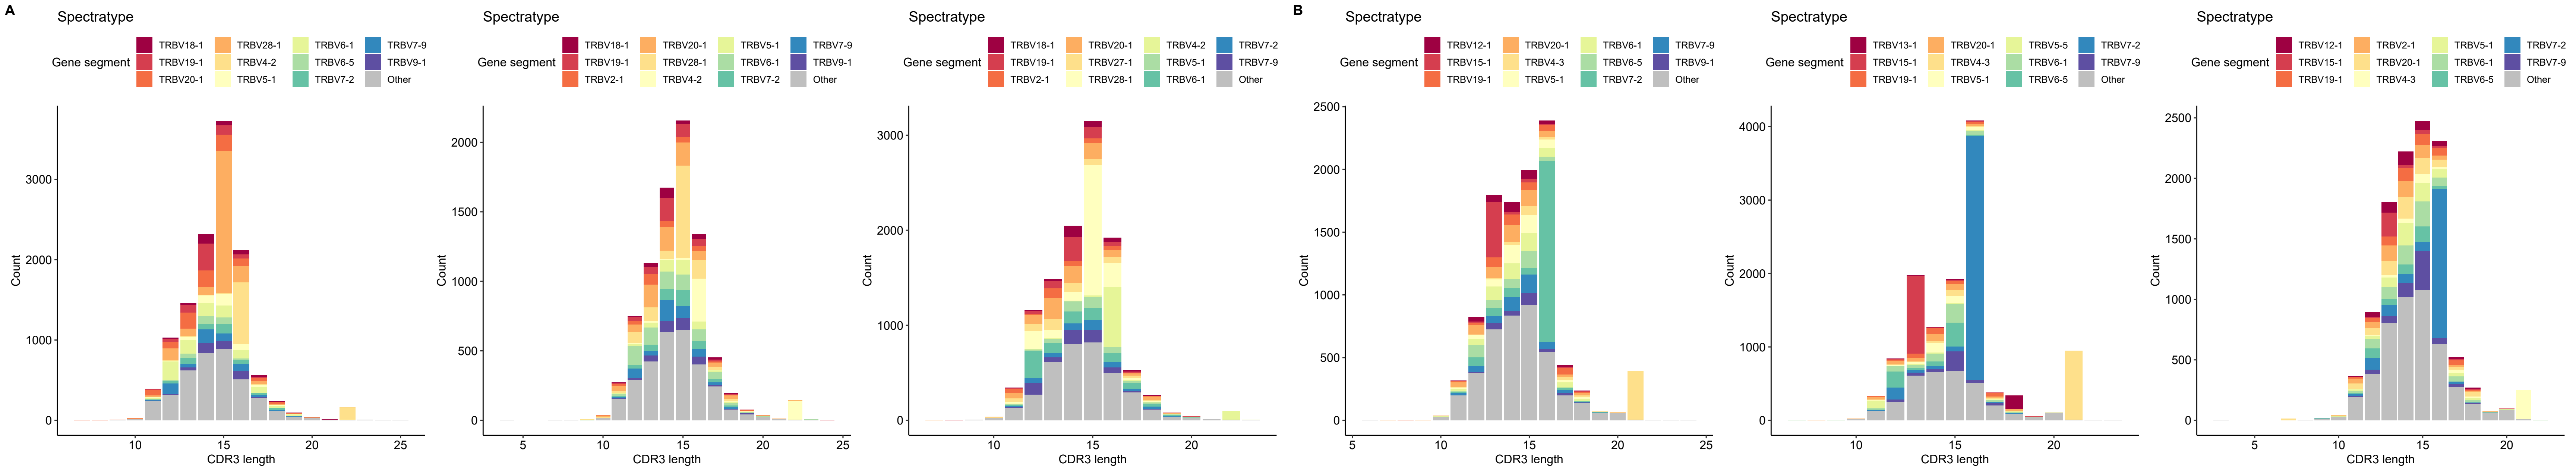 A
Spectratype
Gene segment
TRBV18-1 TRBV28-1 TRBV6-1 TRBV7-9
TRBV19-1 TRBV4-2 TRBV6-5 TRBV9-1
TRBV20-1 TRBV5-1 TRBV7-2 Other
Count
3000
2000
1000
0
10 15 20 25
CDR3 length
Spectratype
Gene segment
TRBV18-1 TRBV20-1 TRBV5-1 TRBV7-9
TRBV19-1 TRBV28-1 TRBV6-1 TRBV9-1
TRBV2-1 TRBV4-2 TRBV7-2 Other
Count
2000
1500
1000
500
0
5 10 15 20 25
CDR3 length
Spectratype
Gene segment
TRBV18-1 TRBV20-1 TRBV4-2 TRBV7-2
TRBV19-1 TRBV27-1 TRBV5-1 TRBV7-9
TRBV2-1 TRBV28-1 TRBV6-1 Other
Count
3000
2000
1000
0
10 15 20
CDR3 length
B
Spectratype
Gene segment
TRBV12-1 TRBV20-1 TRBV6-1 TRBV7-9
TRBV15-1 TRBV4-3 TRBV6-5 TRBV9-1
TRBV19-1 TRBV5-1 TRBV7-2 Other
Count
2500
2000
1500
1000
500
0
5 10 15 20 25
CDR3 length
Spectratype
Gene segment
TRBV13-1 TRBV20-1 TRBV5-5 TRBV7-2
TRBV15-1 TRBV4-3 TRBV6-1 TRBV7-9
TRBV19-1 TRBV5-1 TRBV6-5 Other
Count
4000
3000
2000
1000
0
10 15 20
CDR3 length
Spectratype
Gene segment
TRBV12-1 TRBV2-1 TRBV5-1 TRBV7-2
TRBV15-1 TRBV20-1 TRBV6-1 TRBV7-9
TRBV19-1 TRBV4-3 TRBV6-5 Other
Count
2500
2000
1500
1000
500
0
5 10 15 20
CDR3 length